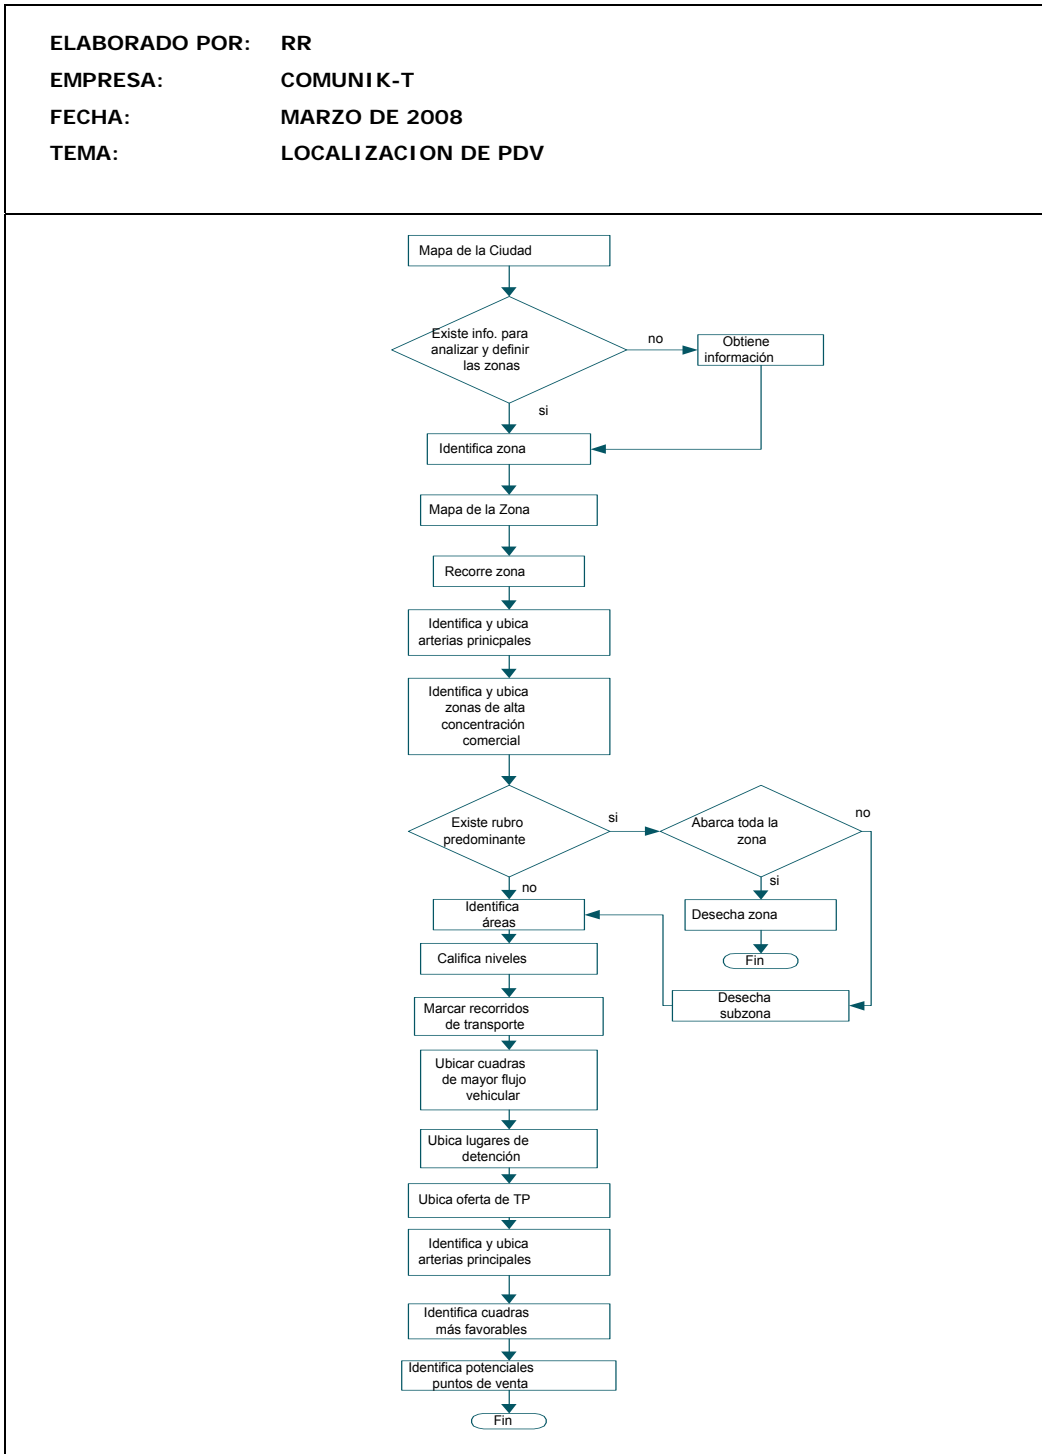 ELABORADO POR: RR
EMPRESA: COMUNIK-T
FECHA: MARZO DE 2008
TEMA: LOCALIZACION DE PDV
Mapa de la Ciudad
Existe info. para
analizar y definir
las zonas
no
Obtiene
información
si
Identifica zona
Mapa de la Zona
Recorre zona
Identifica y ubica
arterias prinicpales
Identifica y ubica
zonas de alta
concentración
comercial
Existe rubro
predominante
si
Abarca toda la
zona
no
no
si
Identifica
áreas
Desecha zona
Califica niveles
Fin
Desecha
subzona
Marcar recorridos
de transporte
Ubicar cuadras
de mayor flujo
vehicular
Ubica lugares de
detención
Ubica oferta de TP
Identifica y ubica
arterias principales
Identifica cuadras
más favorables
Identifica potenciales
puntos de venta
Fin